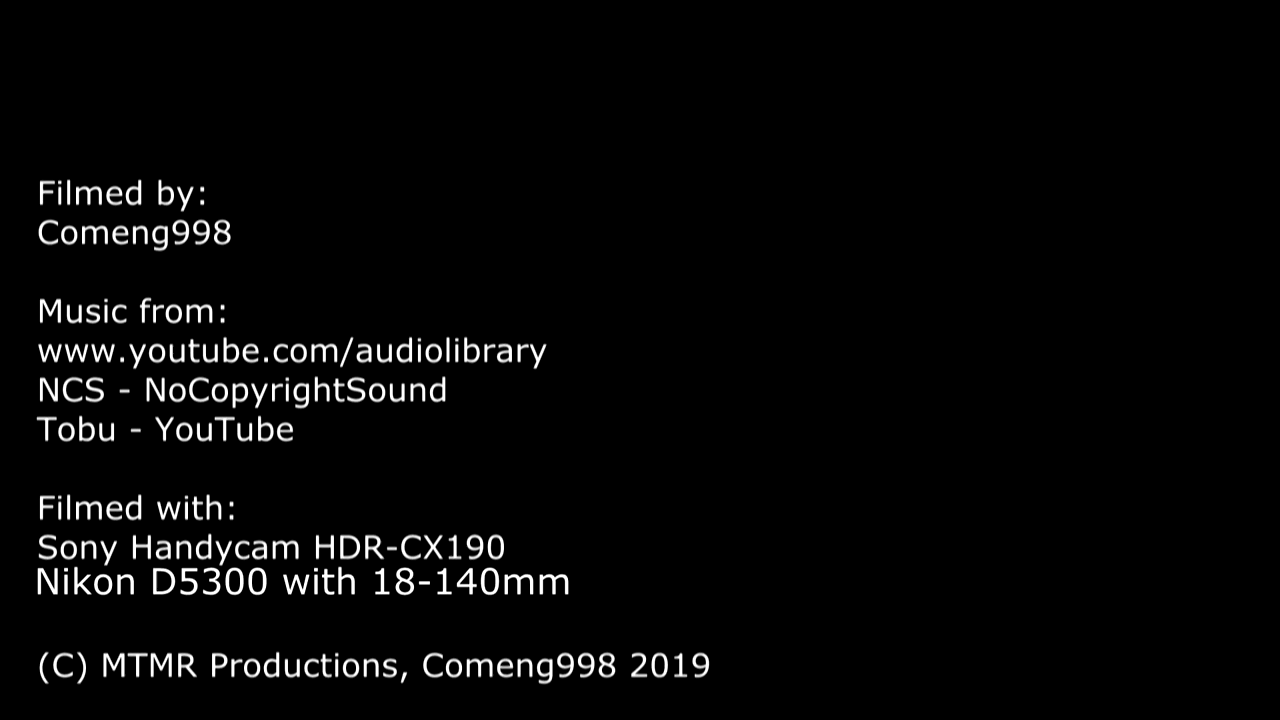 Filmed by:
Comeng998
Music from:
www.youtube.com/audiolibrary
NCS - NoCopyrightSound
Tobu - YouTube
Filmed with:
Sony Handycam HDR-CX190
Nikon D5300 with 18-140mm
(C) MTMR Productions, Comeng998 2019